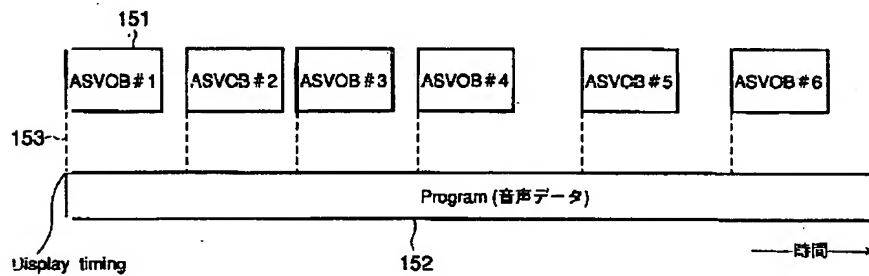 151
ASVOB#1
ASVCB#2
ASVOB#3
ASVOB#4
ASVCB#5
ASVOB#6
153
Program (音声データ)
Display timing
152
時間